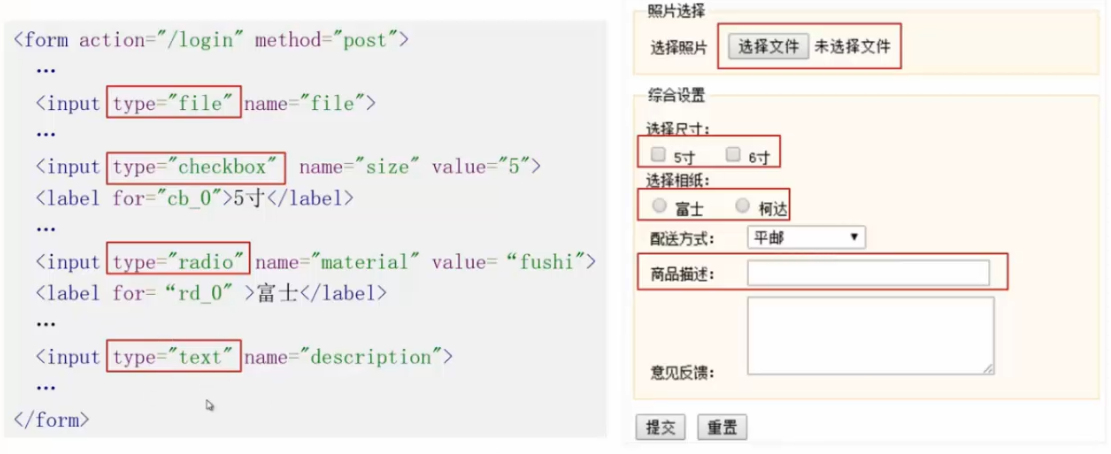 <form action="/login" method="post">
...
<input type="file" name="file">
...
<input type="checkbox" name="size" value="5">
<label for="cb_0">5寸</label>
...
<input type="radio" name="material" value=“fushi">
<label for=“rd_0" >富士</label>
...
<input type="text" name="description">
...
</form>
照片选择
选择照片 选择文件 未选择文件
综合设置
选择尺寸:
5寸 6寸
选择相纸:
富士 柯达
配送方式: 平邮
商品描述:
意见反馈:
提交 重置